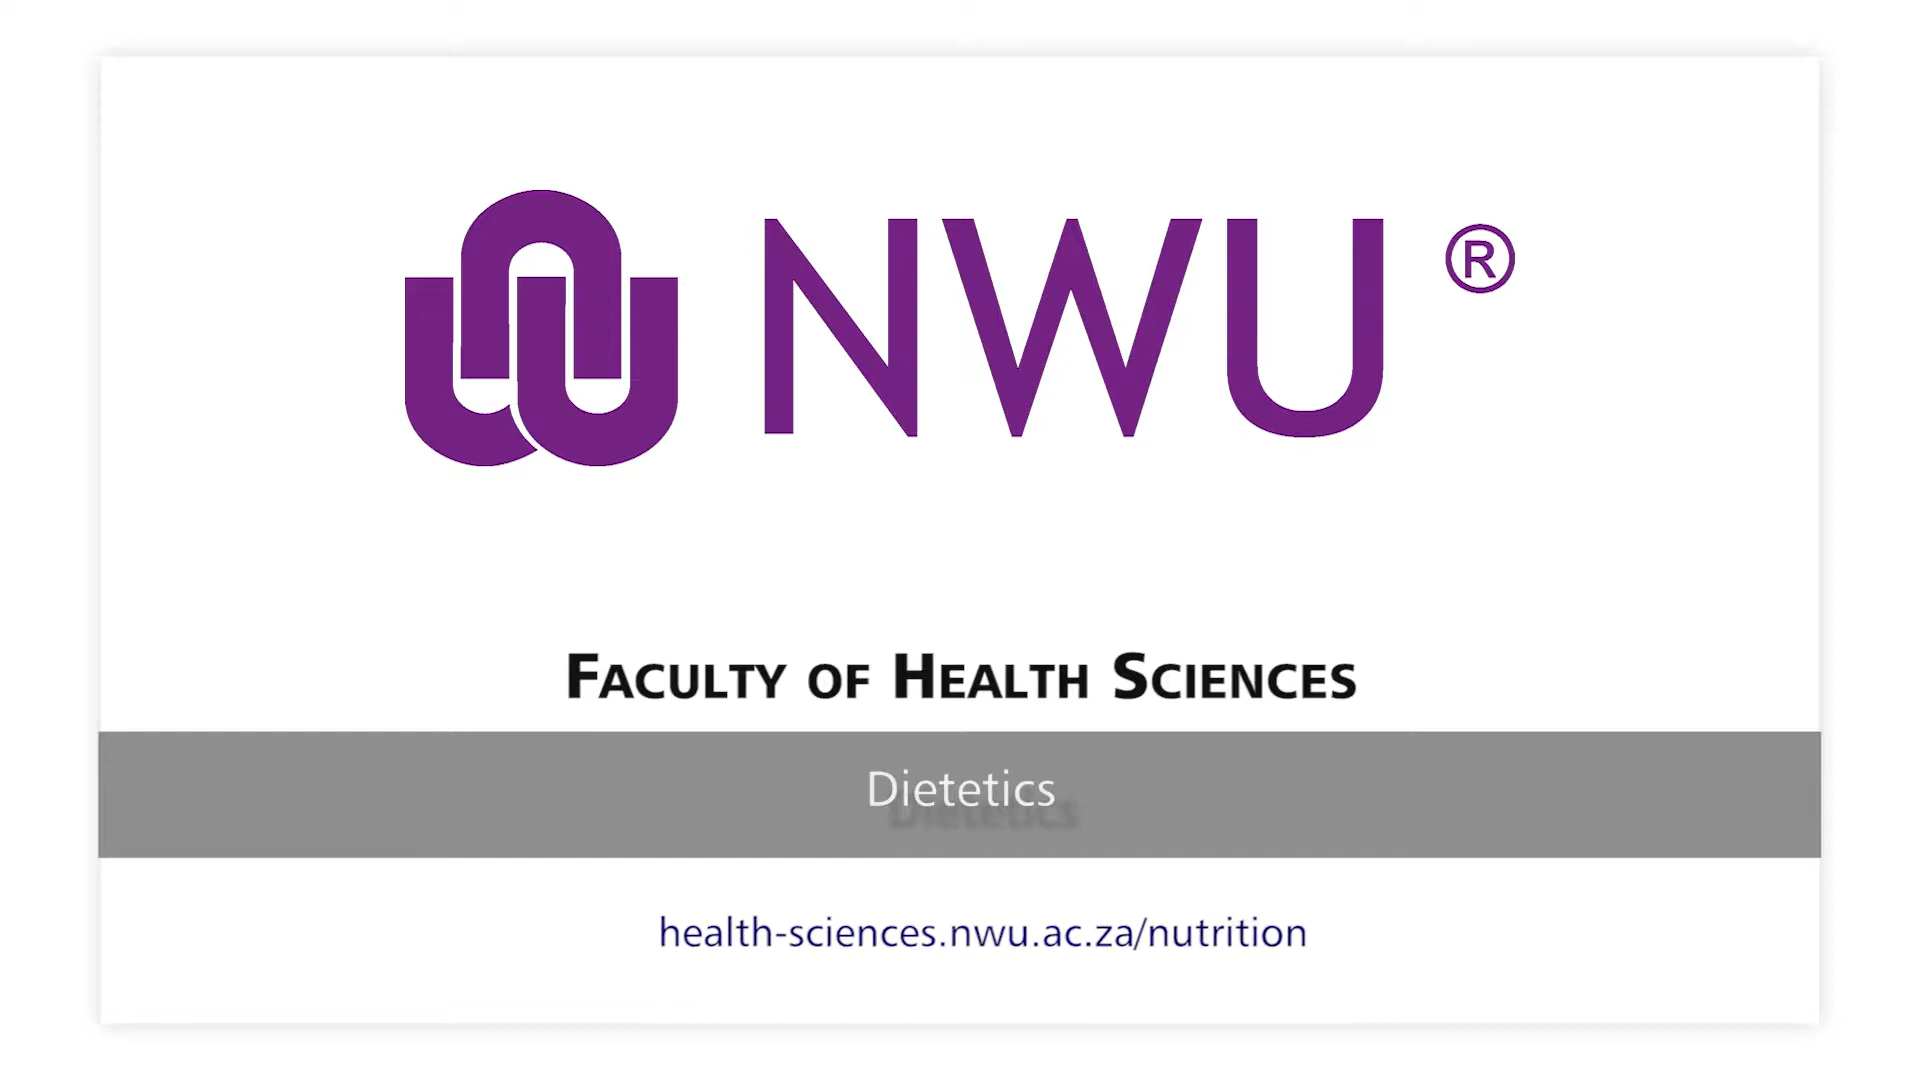 NWU ®
Faculty of Health Sciences
Dietetics
health-sciences.nwu.ac.za/nutrition